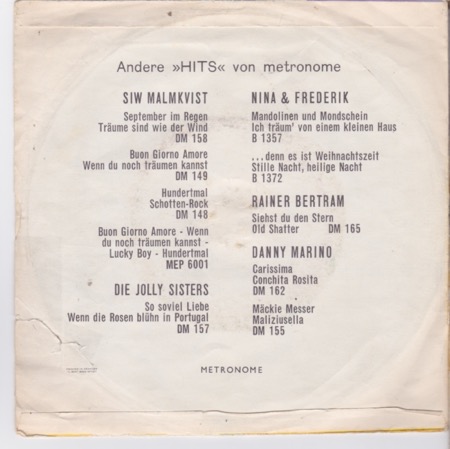 Andere »HITS« von metronome
SIW MALMKVIST
September im Regen
Träume sind wie der Wind
DM 158
Buon Giorno Amore
Wenn du noch träumen kannst
DM 149
Hundertmal
Schotten-Rock
DM 148
Buon Giorno Amore - Wenn
du noch träumen kannst -
Lucky Boy - Hundertmal
MEP 6001
DIE JOLLY SISTERS
So soviel Liebe
Wenn die Rosen blühn in Portugal
DM 157
NINA & FREDERIK
Mandolinen und Mondschein
Ich träum' von einem kleinen Haus
B 1357
...denn es ist Weihnachtszeit
Stille Nacht, heilige Nacht
B 1372
RAINER BERTRAM
Siehst du den Stern
Old Shatter DM 165
DANNY MARINO
Carissima
Conchita Rosita
DM 162
Mäckie Messer
Maliziusella
DM 155
METRONOME